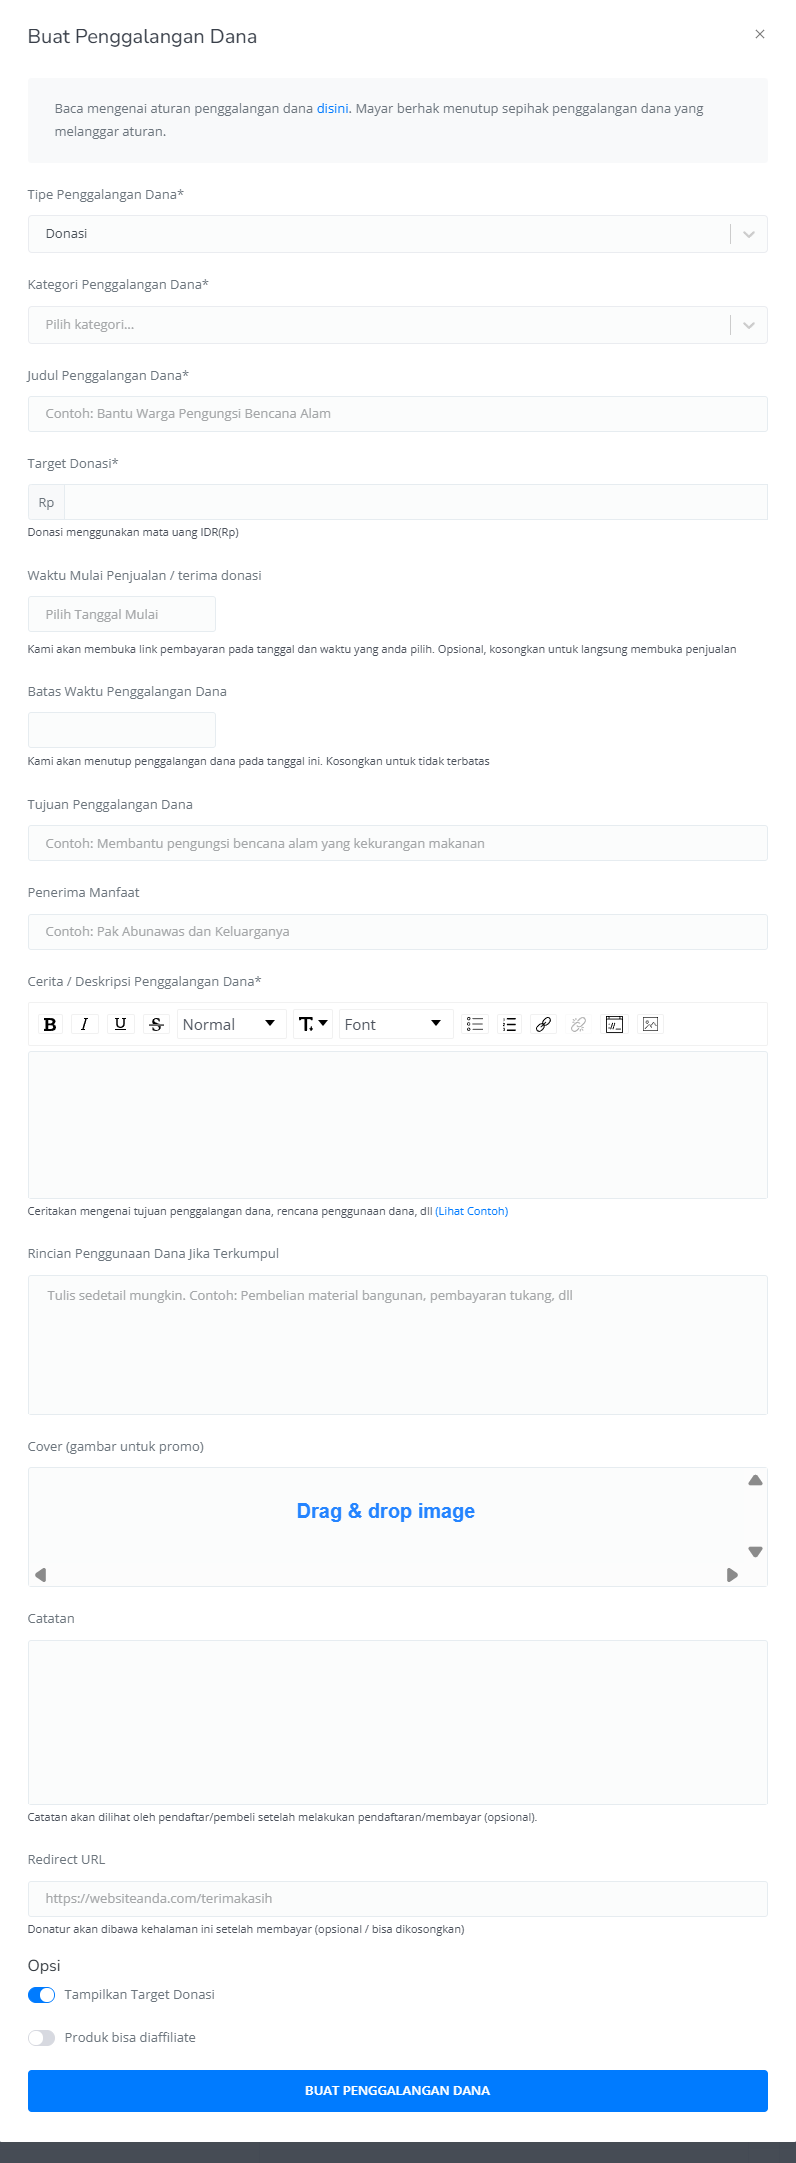 Buat Penggalangan Dana
Baca mengenai aturan penggalangan dana disini. Mayar berhak menutup sepihak penggalangan dana yang
melanggar aturan.
Tipe Penggalangan Dana*
Donasi
Kategori Penggalangan Dana*
Pilih kategori...
Judul Penggalangan Dana*
Contoh: Bantu Warga Pengungsi Bencana Alam
Target Donasi*
Rp
Donasi menggunakan mata uang IDR(Rp)
Waktu Mulai Penjualan / terima donasi
Pilih Tanggal Mulai
Kami akan membuka link pembayaran pada tanggal dan waktu yang anda pilih. Opsional, kosongkan untuk langsung membuka penjualan
Batas Waktu Penggalangan Dana
Kami akan menutup penggalangan dana pada tanggal ini. Kosongkan untuk tidak terbatas
Tujuan Penggalangan Dana
Contoh: Membantu pengungsi bencana alam yang kekurangan makanan
Penerima Manfaat
Contoh: Pak Abunawas dan Keluarganya
Cerita / Deskripsi Penggalangan Dana*
B I U S Normal T Font
Ceritakan mengenai tujuan penggalangan dana, rencana penggunaan dana, dll (Lihat Contoh)
Rincian Penggunaan Dana Jika Terkumpul
Tulis sedetail mungkin. Contoh: Pembelian material bangunan, pembayaran tukang, dll
Cover (gambar untuk promo)
Drag & drop image
Catatan
Catatan akan dilihat oleh pendaftar/pembeli setelah melakukan pendaftaran/membayar (opsional).
Redirect URL
https://websiteanda.com/terimakasih
Donatur akan dibawa kehalaman ini setelah membayar (opsional / bisa dikosongkan)
Opsi
Tampilkan Target Donasi
Produk bisa diaffiliate
BUAT PENGGALANGAN DANA